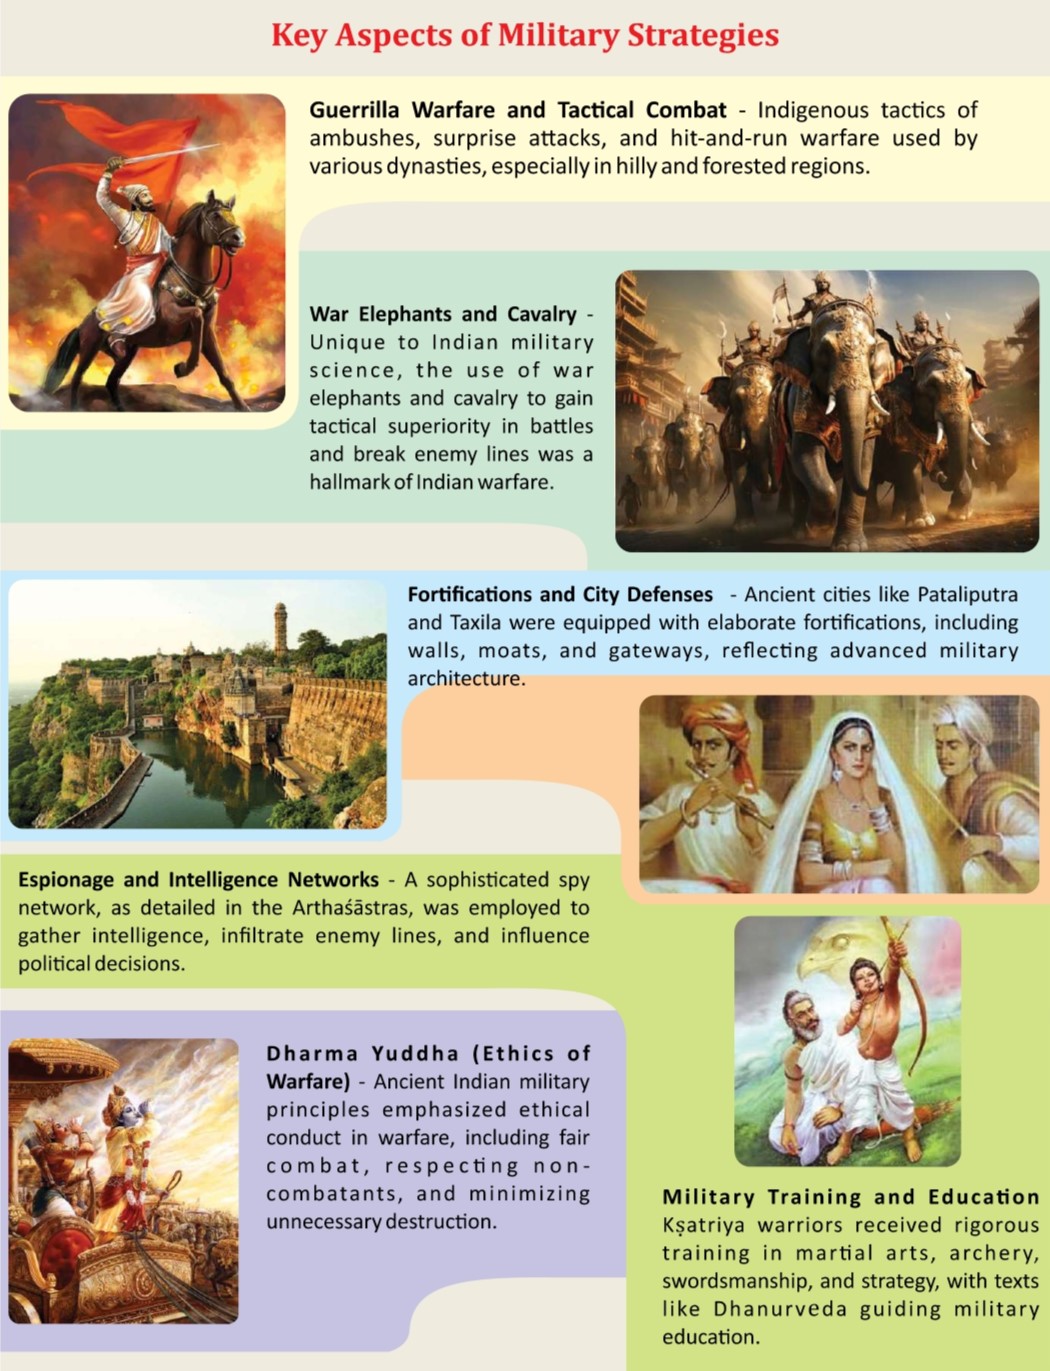 Key Aspects of Military Strategies
Guerrilla Warfare and Tactical Combat - Indigenous tactics of
ambushes, surprise attacks, and hit-and-run warfare used by
various dynasties, especially in hilly and forested regions.
War Elephants and Cavalry -
Unique to Indian military
science, the use of war
elephants and cavalry to gain
tactical superiority in battles
and break enemy lines was a
hallmark of Indian warfare.
Fortifications and City Defenses - Ancient cities like Pataliputra
and Taxila were equipped with elaborate fortifications, including
walls, moats, and gateways, reflecting advanced military
architecture.
Espionage and Intelligence Networks - A sophisticated spy
network, as detailed in the Arthaśāstras, was employed to
gather intelligence, infiltrate enemy lines, and influence
political decisions.
Dharma Yuddha (Ethics of
Warfare) - Ancient Indian military
principles emphasized ethical
conduct in warfare, including fair
combat, respecting non-
combatants, and minimizing
unnecessary destruction.
Military Training and Education
Kṣatriya warriors received rigorous
training in martial arts, archery,
swordsmanship, and strategy, with texts
like Dhanurveda guiding military
education.